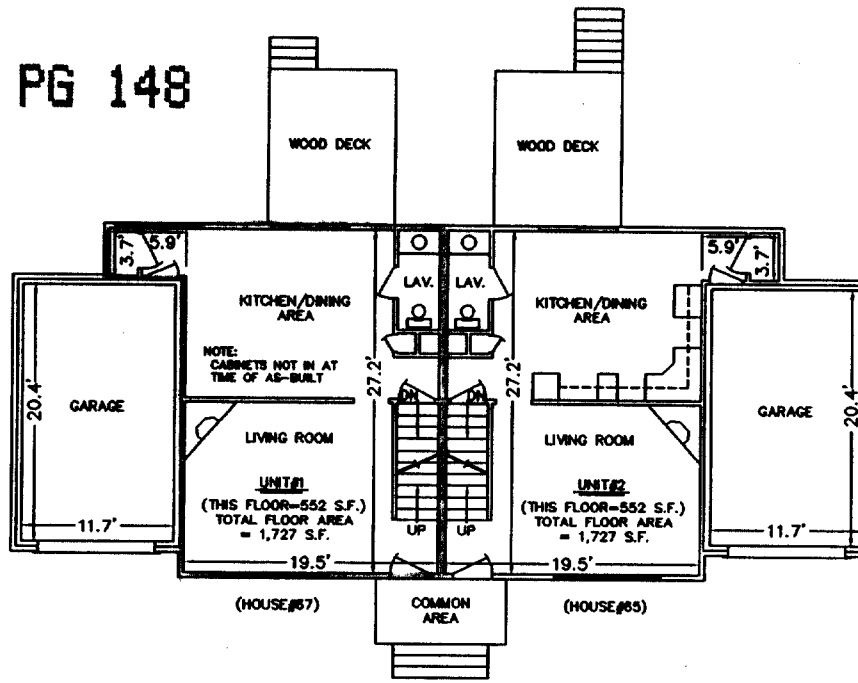 PG 148
WOOD DECK
WOOD DECK
3.7'
5.9'
LAV.
LAV.
5.9'
3.7'
KITCHEN/DINING
AREA
KITCHEN/DINING
AREA
NOTE:
CABINETS NOT IN AT
TIME OF AS-BUILT
27.2'
27.2'
20.4'
GARAGE
DN
DN
GARAGE
20.4'
LIVING ROOM
LIVING ROOM
UNIT#1
(THIS FLOOR=552 S.F.)
TOTAL FLOOR AREA
= 1,727 S.F.
UNIT#2
(THIS FLOOR=552 S.F.)
TOTAL FLOOR AREA
= 1,727 S.F.
UP
UP
11.7'
11.7'
19.5'
19.5'
(HOUSE#67)
COMMON
AREA
(HOUSE#65)